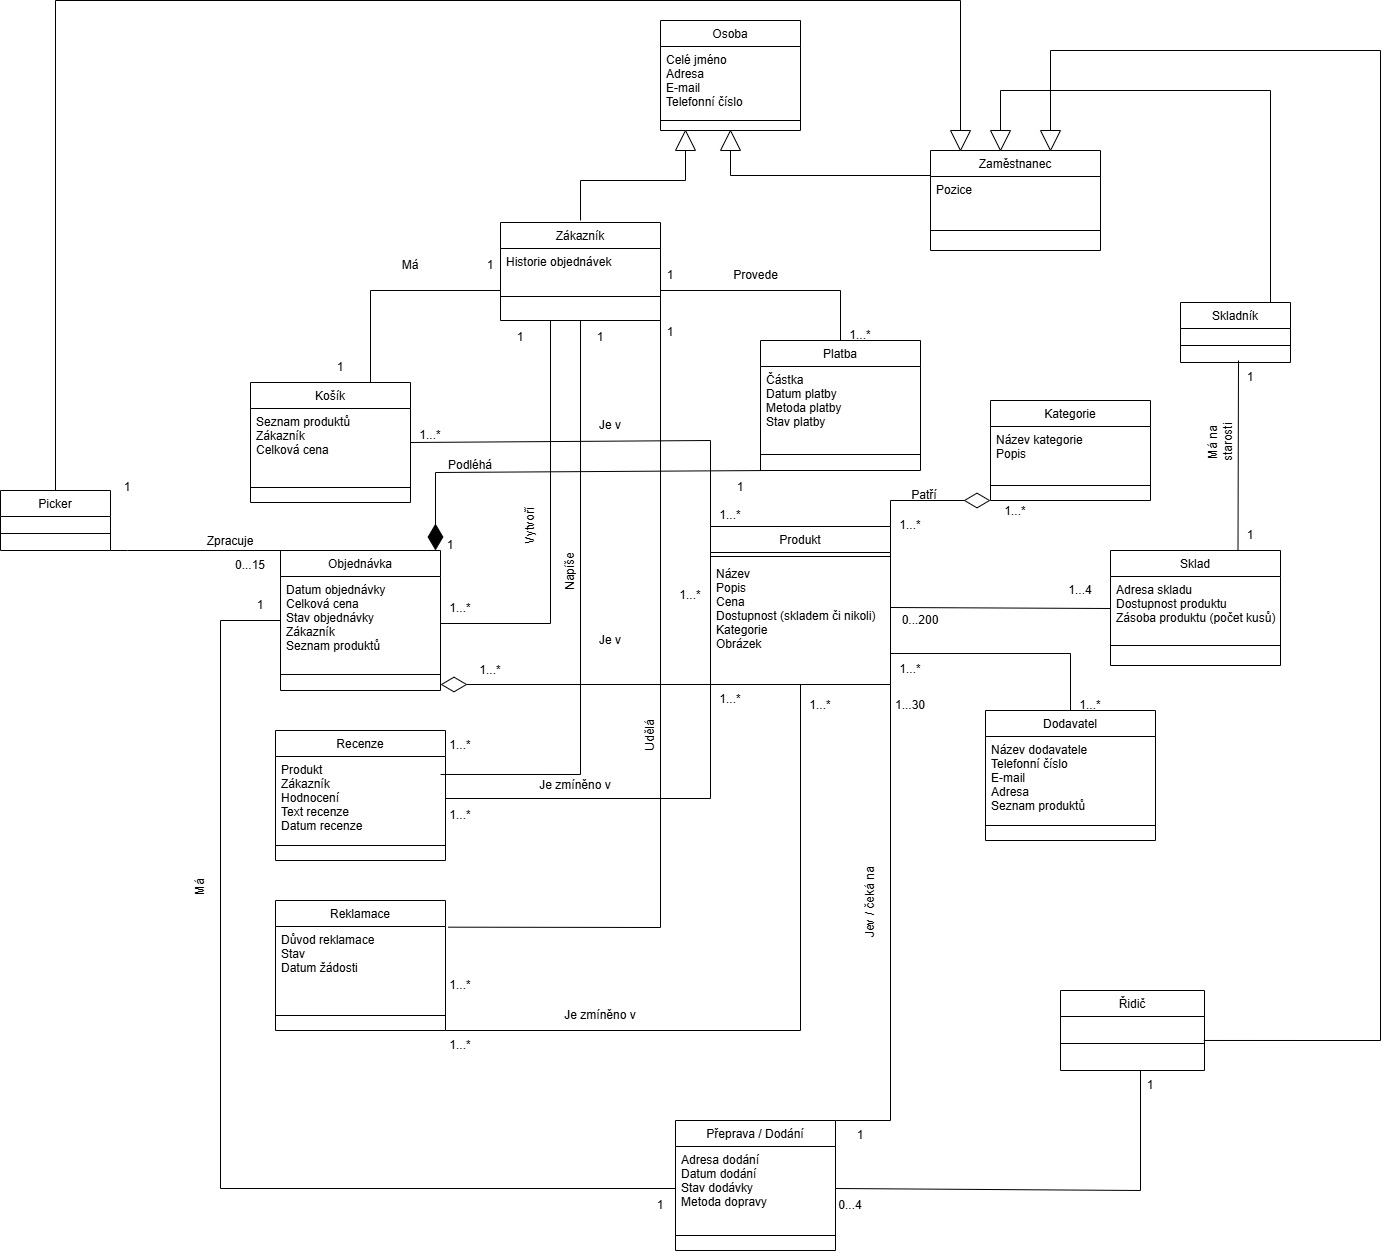 Osoba
Celé jméno
Adresa
E-mail
Telefonní číslo
Zaměstnanec
Pozice
Zákazník
Historie objednávek
Má
1
1
Provede
1...*
1
1
1
1
Skladník
1
Má na
starosti
1
Platba
Částka
Datum platby
Metoda platby
Stav platby
Košík
Seznam produktů
Zákazník
Celková cena
1...*
Je v
Podléhá
1
1...*
Kategorie
Název kategorie
Popis
Patří
1...*
1...*
Picker
1
Zpracuje
0...15
1
Vytvoří
Napíše
Objednávka
Datum objednávky
Celková cena
Stav objednávky
Zákazník
Seznam produktů
1
1...*
1...*
1...*
Je v
Produkt
Název
Popis
Cena
Dostupnost (skladem či nikoli)
Kategorie
Obrázek
0...200
1...4
Sklad
Adresa skladu
Dostupnost produktu
Zásoba produktu (počet kusů)
1...*
1...*
1...*
1...*
1...30
Dodavatel
Název dodavatele
Telefonní číslo
E-mail
Adresa
Seznam produktů
Udělá
Recenze
Produkt
Zákazník
Hodnocení
Text recenze
Datum recenze
1...*
Je zmíněno v
1...*
Má
Jev / čeká na
Reklamace
Důvod reklamace
Stav
Datum žádosti
1...*
Je zmíněno v
1...*
Řidič
1
Přeprava / Dodání
Adresa dodání
Datum dodání
Stav dodávky
Metoda dopravy
1
1
0...4